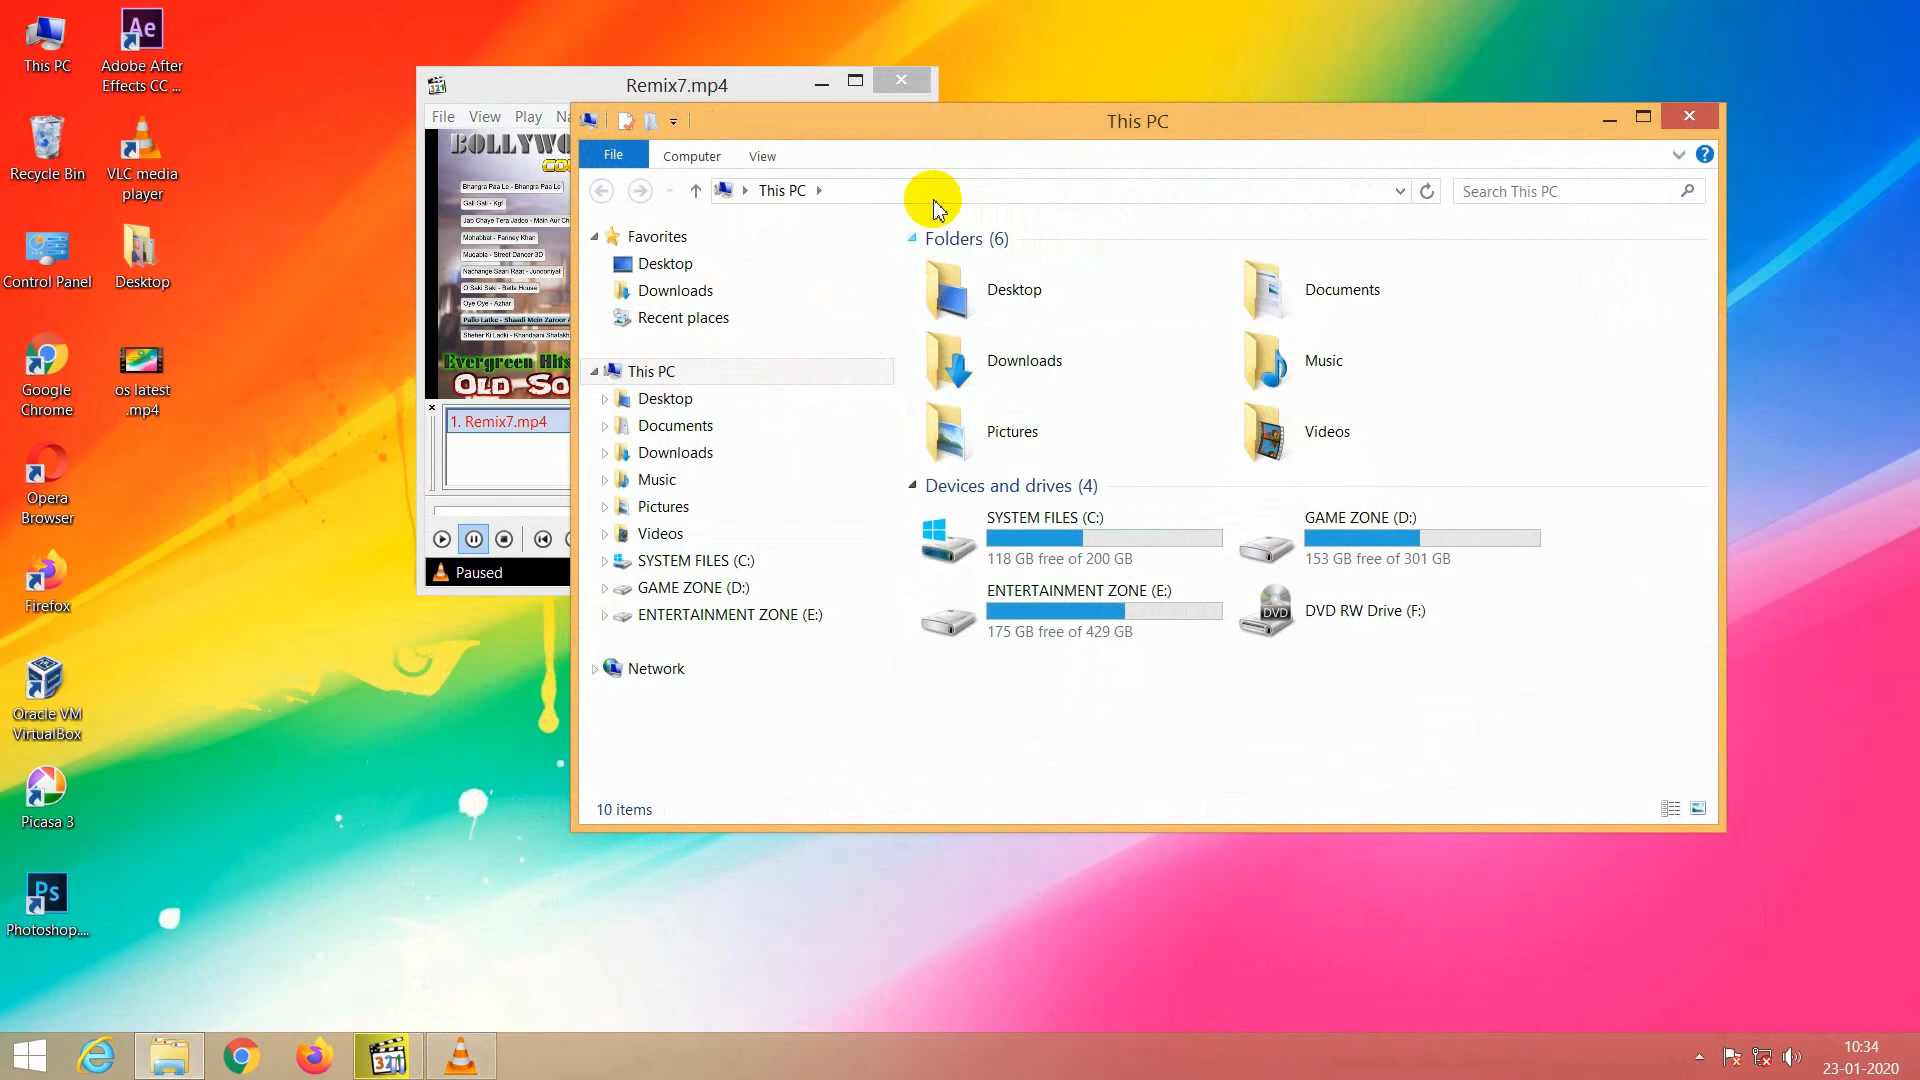 This PC
Adobe After
Effects CC ...
Recycle Bin
VLC media
player
Control Panel
Desktop
Google
Chrome
os latest
.mp4
Opera
Browser
Firefox
Oracle VM
VirtualBox
Picasa 3
Photoshop....
Remix7.mp4
File View Play Na
BOLLYWO
Bhangra Paa Le - Bhangra Paa Le
Gali Gali - Kgf
Jab Chaye Tera Jadoo - Main Aur Ch
Mohabbat - Fanney Khan
Muqabla - Street Dancer 3D
Nachange Saari Raat - Junooniyat
O Saki Saki - Batla House
Oye Oye - Azhar
Pallo Latke - Shaadi Mein Zaroor
Sheher Ki Ladki - Khandaani Shafakh
Evergreen Hits
OLD SO
1. Remix7.mp4
Paused
This PC
File Computer View
This PC
Search This PC
Favorites
Desktop
Downloads
Recent places
This PC
Desktop
Documents
Downloads
Music
Pictures
Videos
SYSTEM FILES (C:)
GAME ZONE (D:)
ENTERTAINMENT ZONE (E:)
Network
Folders (6)
Desktop
Documents
Downloads
Music
Pictures
Videos
Devices and drives (4)
SYSTEM FILES (C:)
118 GB free of 200 GB
GAME ZONE (D:)
153 GB free of 301 GB
ENTERTAINMENT ZONE (E:)
175 GB free of 429 GB
DVD
DVD RW Drive (F:)
10 items
321
10:34
23-01-2020